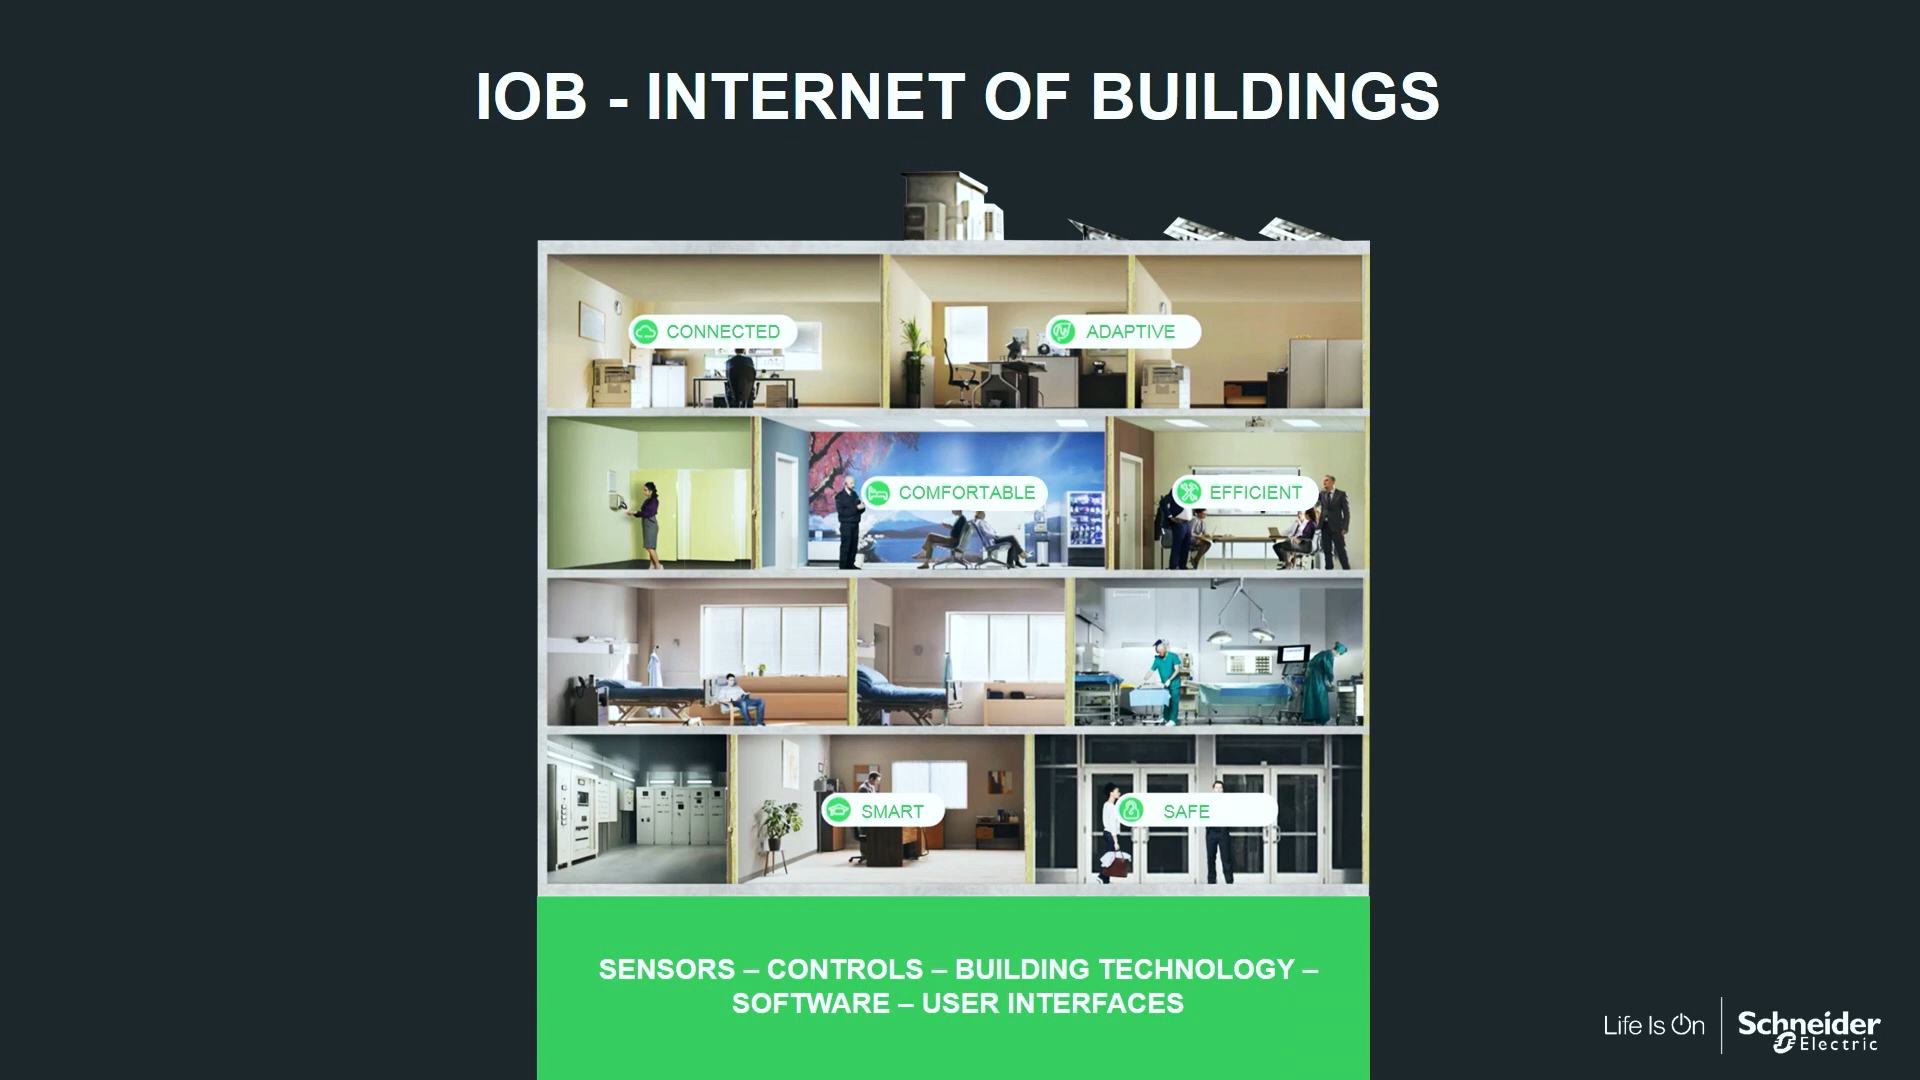 IOB - INTERNET OF BUILDINGS
CONNECTED
ADAPTIVE
COMFORTABLE
EFFICIENT
SMART
SAFE
SENSORS – CONTROLS – BUILDING TECHNOLOGY –
SOFTWARE – USER INTERFACES
Life Is On
Schneider
Electric